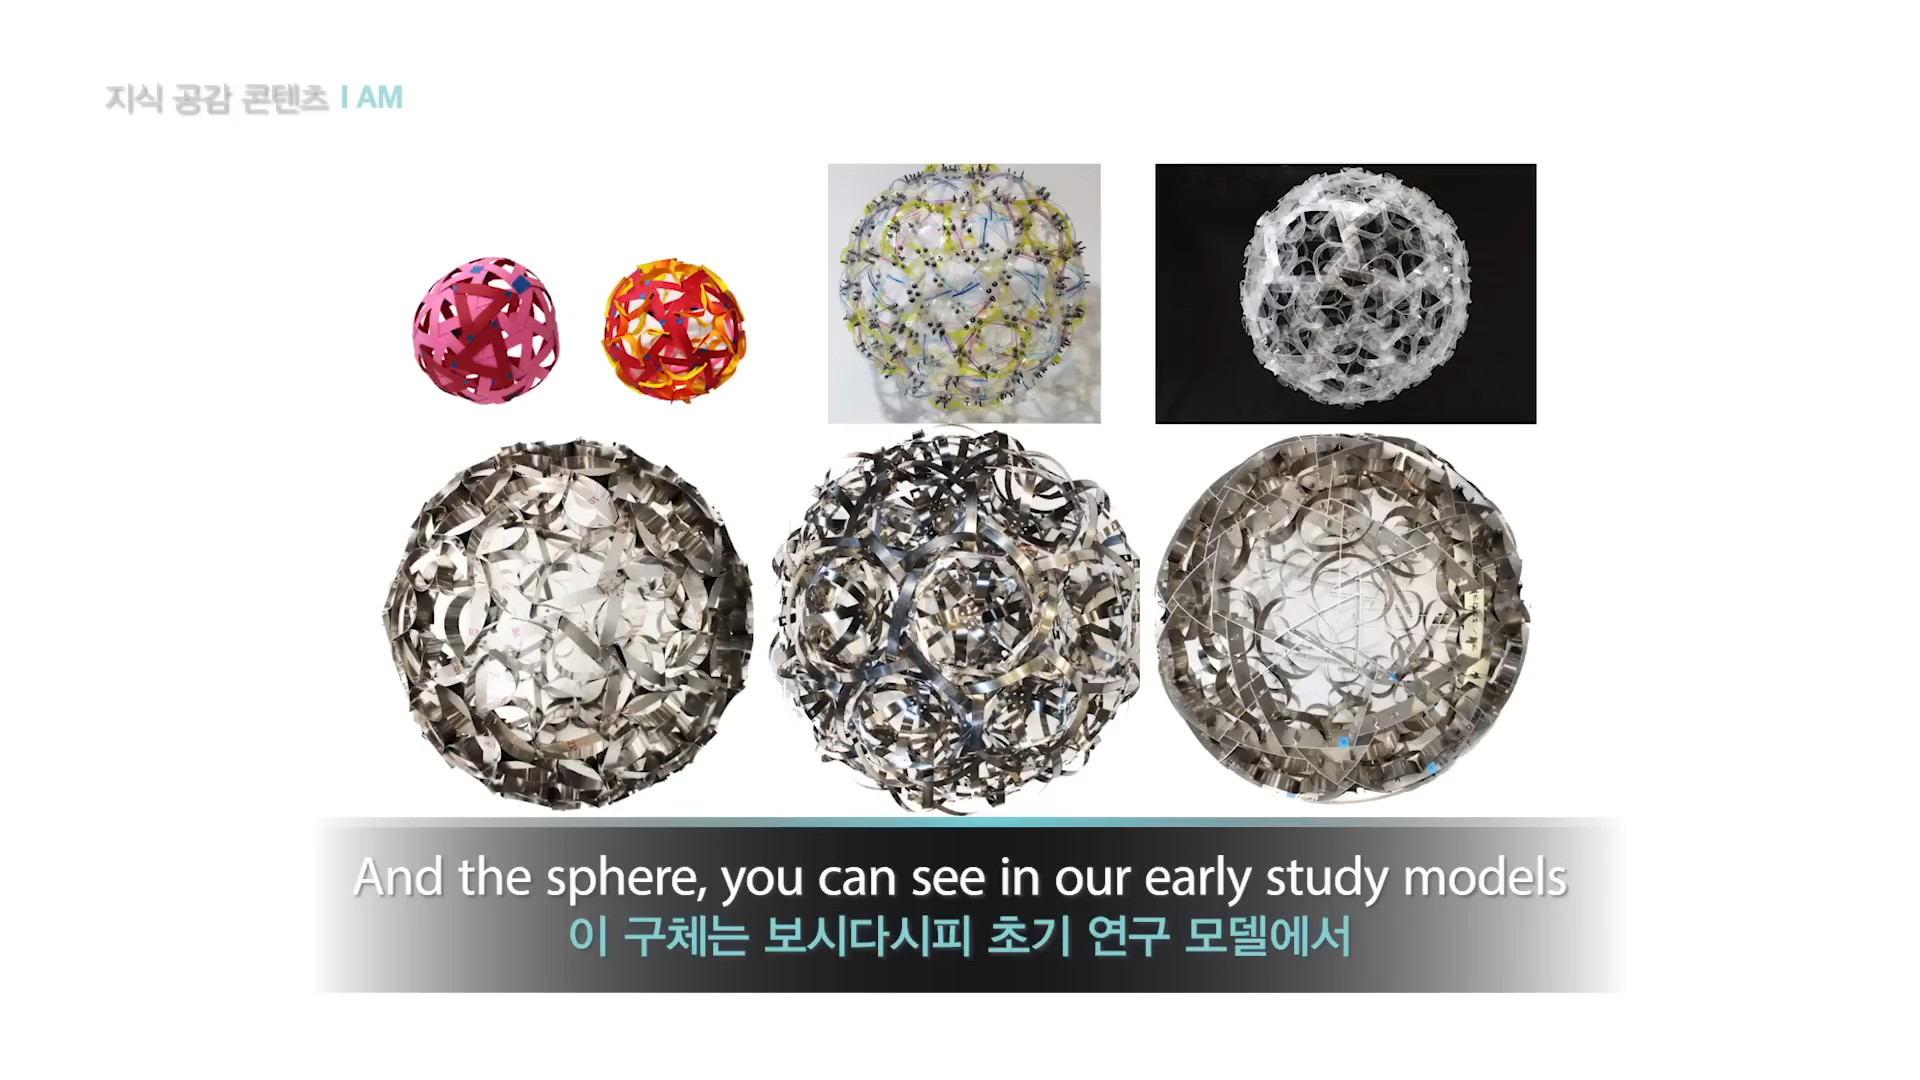 지식 공감 콘텐츠 I AM
And the sphere, you can see in our early study models
이 구체는 보시다시피 초기 연구 모델에서